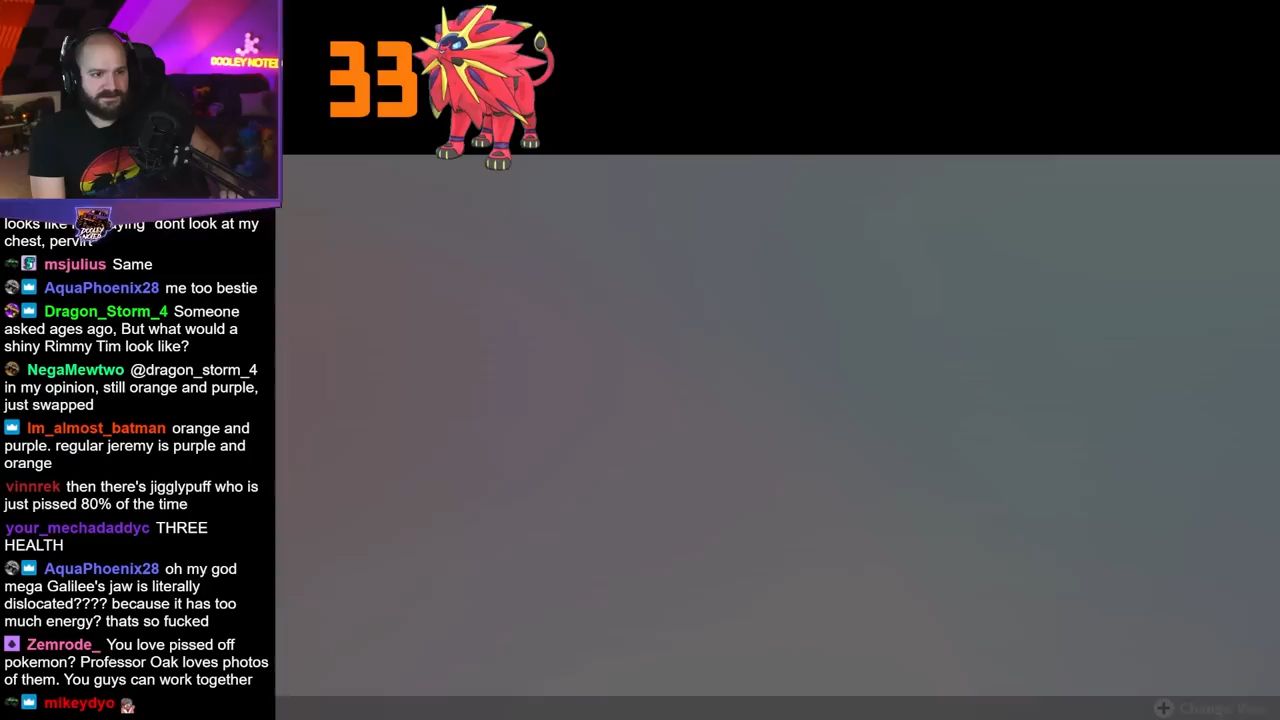 DOOLEY NOTED
33
looks like
aying "dont look at my
chest, pervirt"
msjulius Same
AquaPhoenix28 me too bestie
Dragon_Storm_4 Someone
asked ages ago, But what would a
shiny Rimmy Tim look like?
NegaMewtwo @dragon_storm_4
in my opinion, still orange and purple,
just swapped
Im_almost_batman orange and
purple. regular jeremy is purple and
orange
vinnrek then there's jigglypuff who is
just pissed 80% of the time
your_mechadaddyc THREE
HEALTH
AquaPhoenix28 oh my god
mega Galilee's jaw is literally
dislocated???? because it has too
much energy? thats so fucked
Zemrode_ You love pissed off
pokemon? Professor Oak loves photos
of them. You guys can work together
mikeydyo
Change View